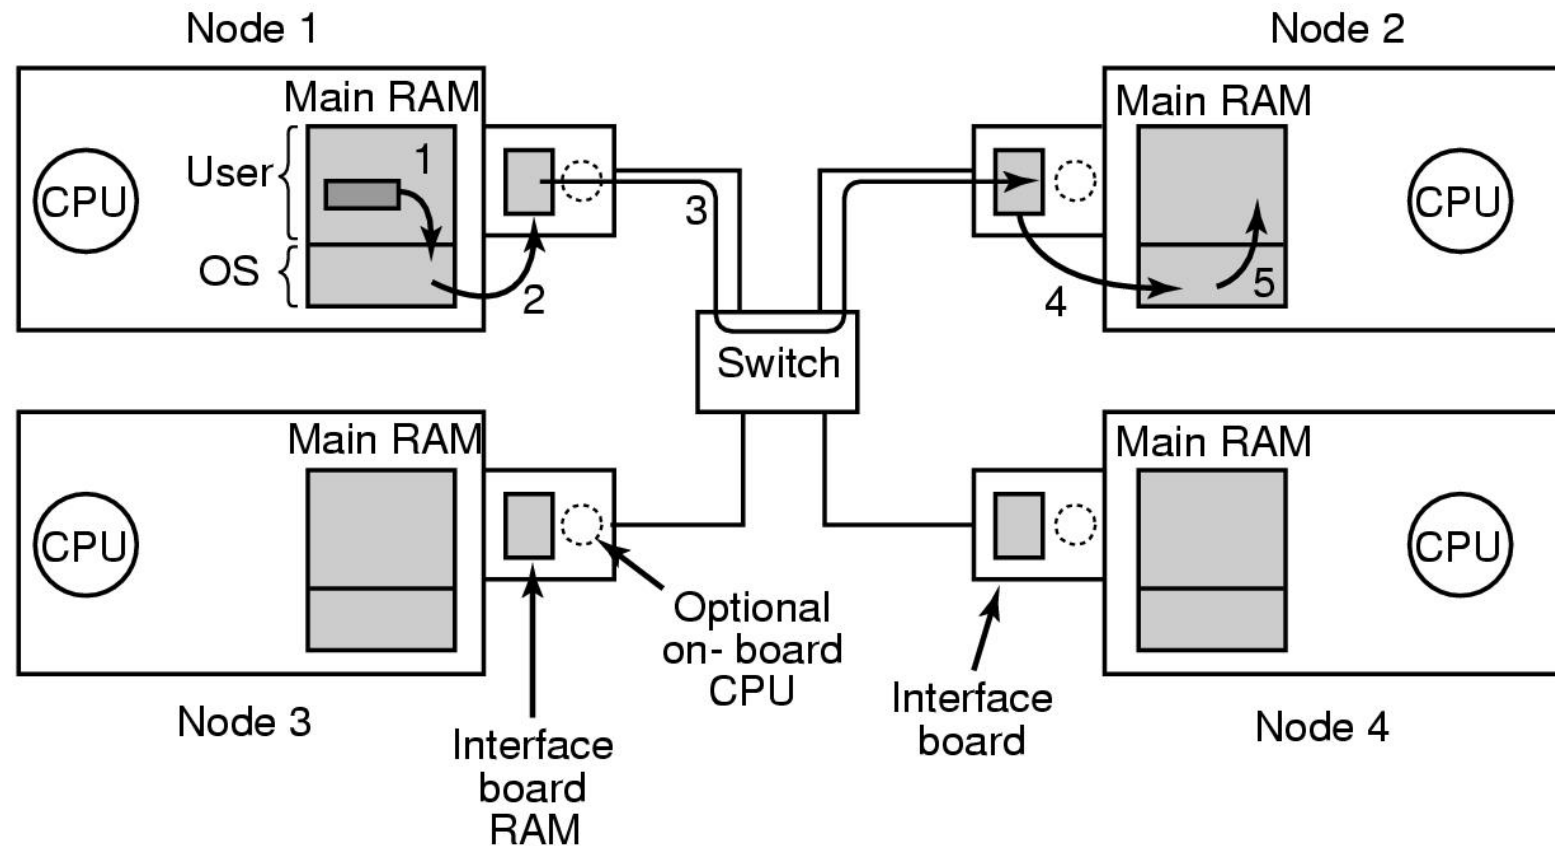 Node 1
Node 2
Main RAM
Main RAM
User
1
CPU
3
CPU
OS
2
4
5
Switch
Main RAM
Main RAM
CPU
CPU
Optional
on- board
CPU
Interface
board
Node 3
Node 4
Interface
board
RAM